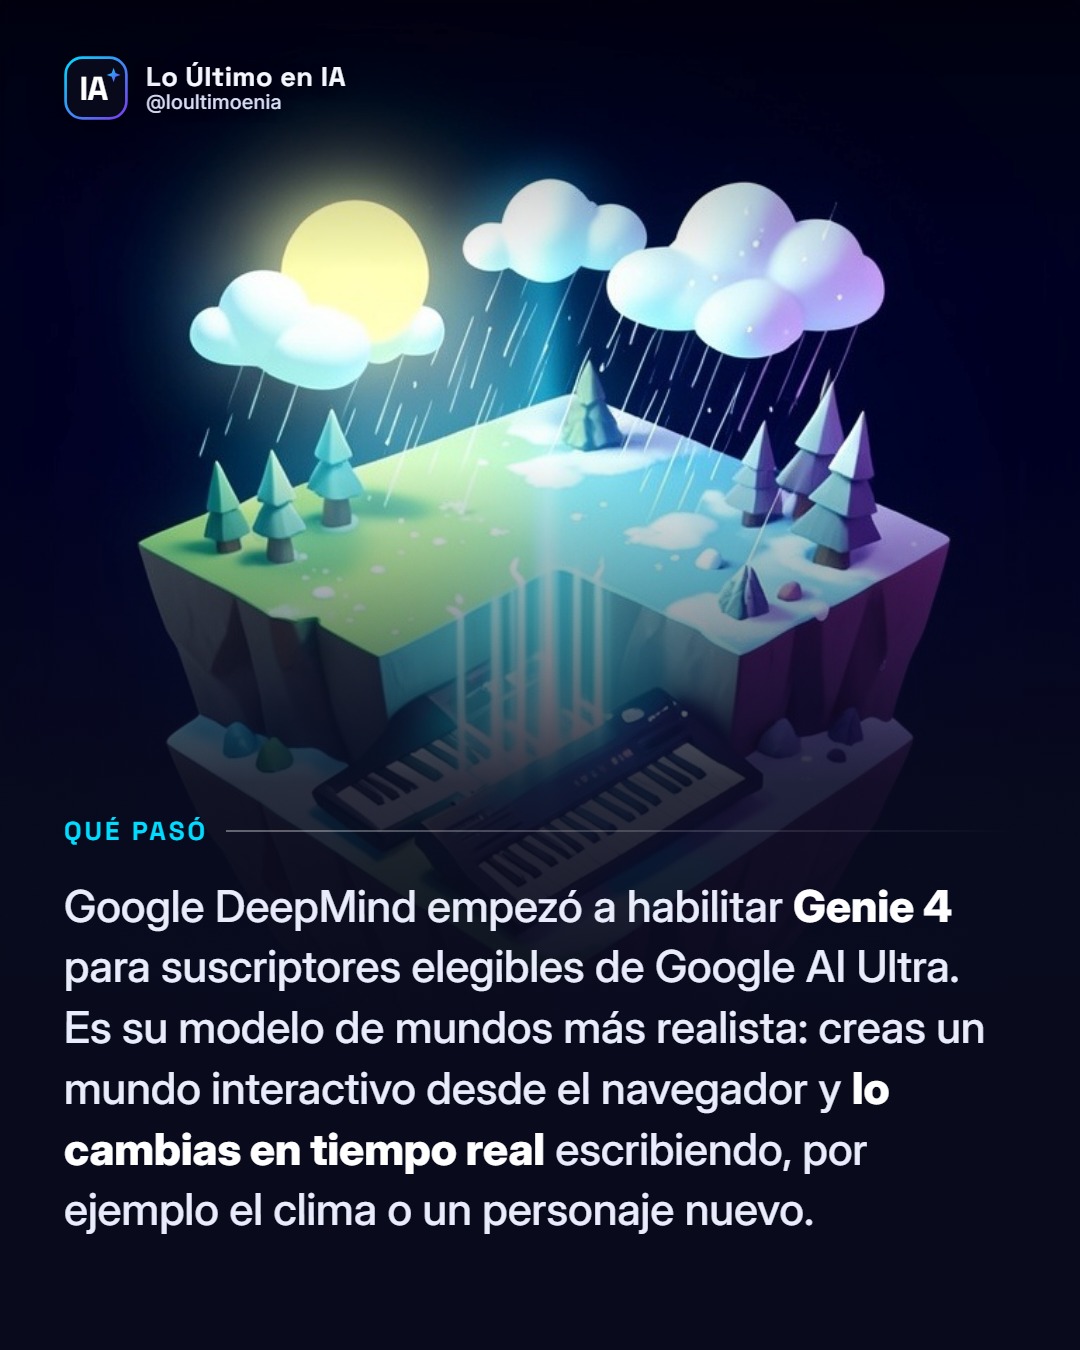 IA
Lo Último en IA
@loultimoenia
QUÉ PASÓ
Google DeepMind empezó a habilitar Genie 4
para suscriptores elegibles de Google AI Ultra.
Es su modelo de mundos más realista: creas un
mundo interactivo desde el navegador y lo
cambias en tiempo real escribiendo, por
ejemplo el clima o un personaje nuevo.